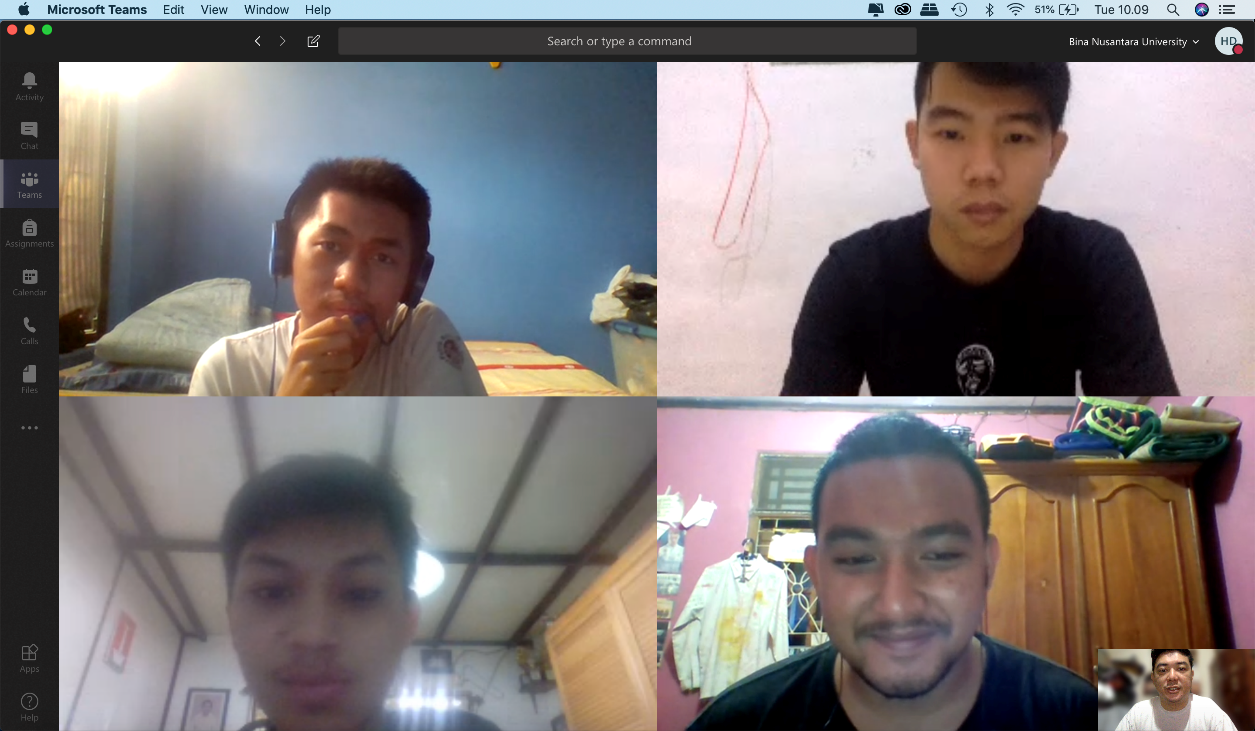 Microsoft Teams Edit View Window Help 51% Tue 10.09
Search or type a command
Bina Nusantara University
HD
Activity
Chat
Teams
Assignments
Calendar
Calls
Files
Apps
Help